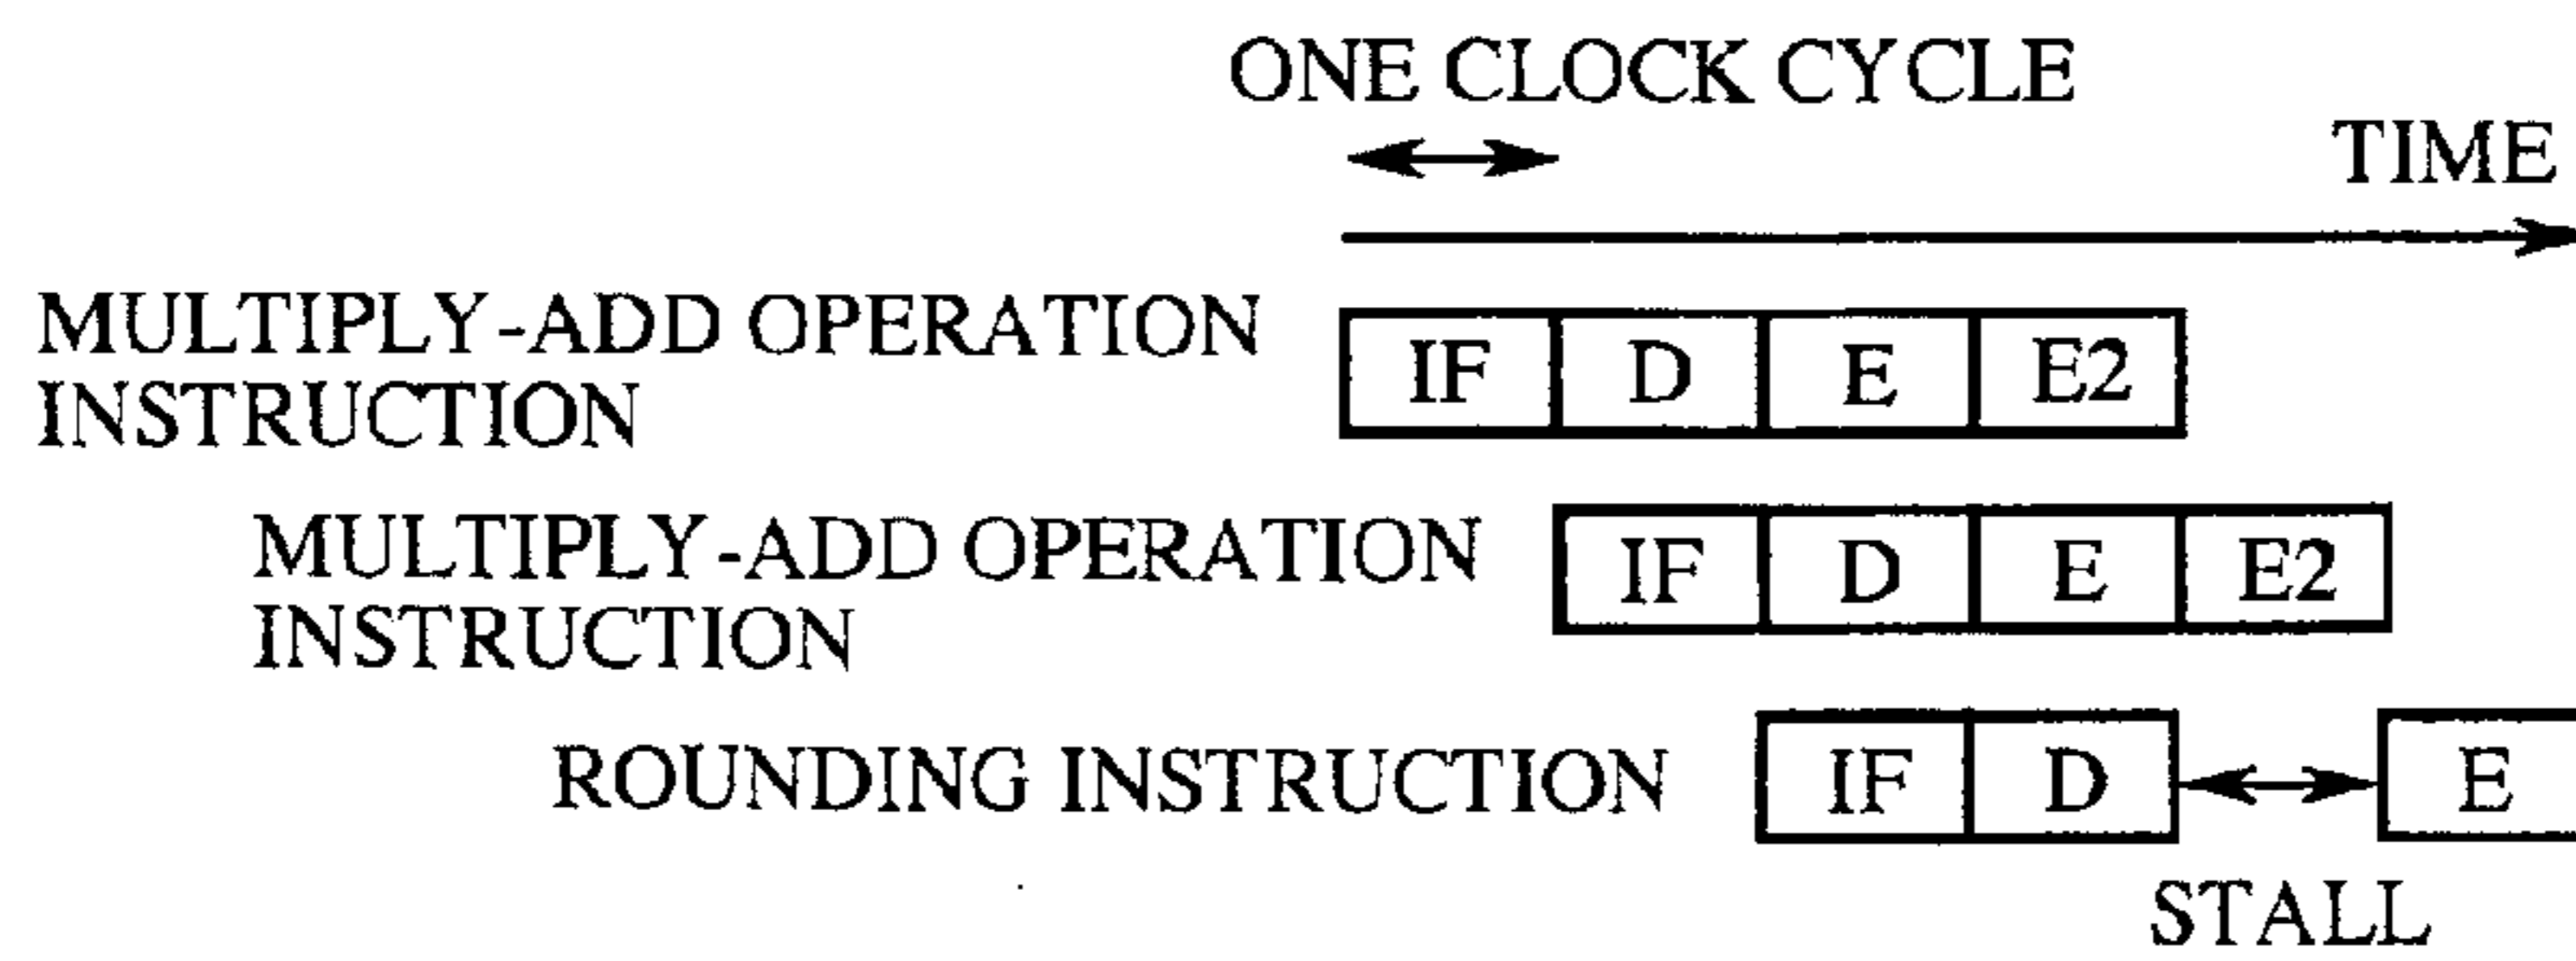 ONE CLOCK CYCLE
TIME
MULTIPLY-ADD OPERATION
INSTRUCTION
IF D E E2
MULTIPLY-ADD OPERATION
INSTRUCTION
IF D E E2
ROUNDING INSTRUCTION
IF D E
STALL